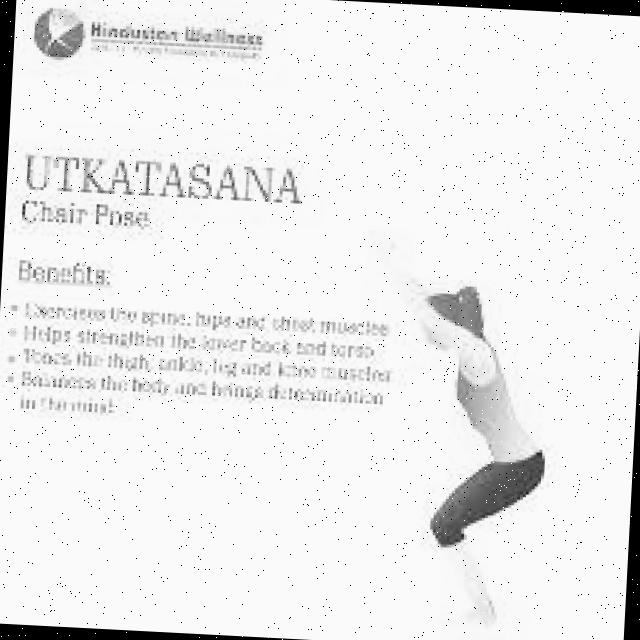 Hindustan Wellness
UTKATASANA
Chair Pose
Benefits:
• Exercises the spine, hips and chest muscles
• Helps strengthen the lower back and torso
• Tones the thigh, ankle, leg and knee muscles
• Balances the body and brings determination
in the mind